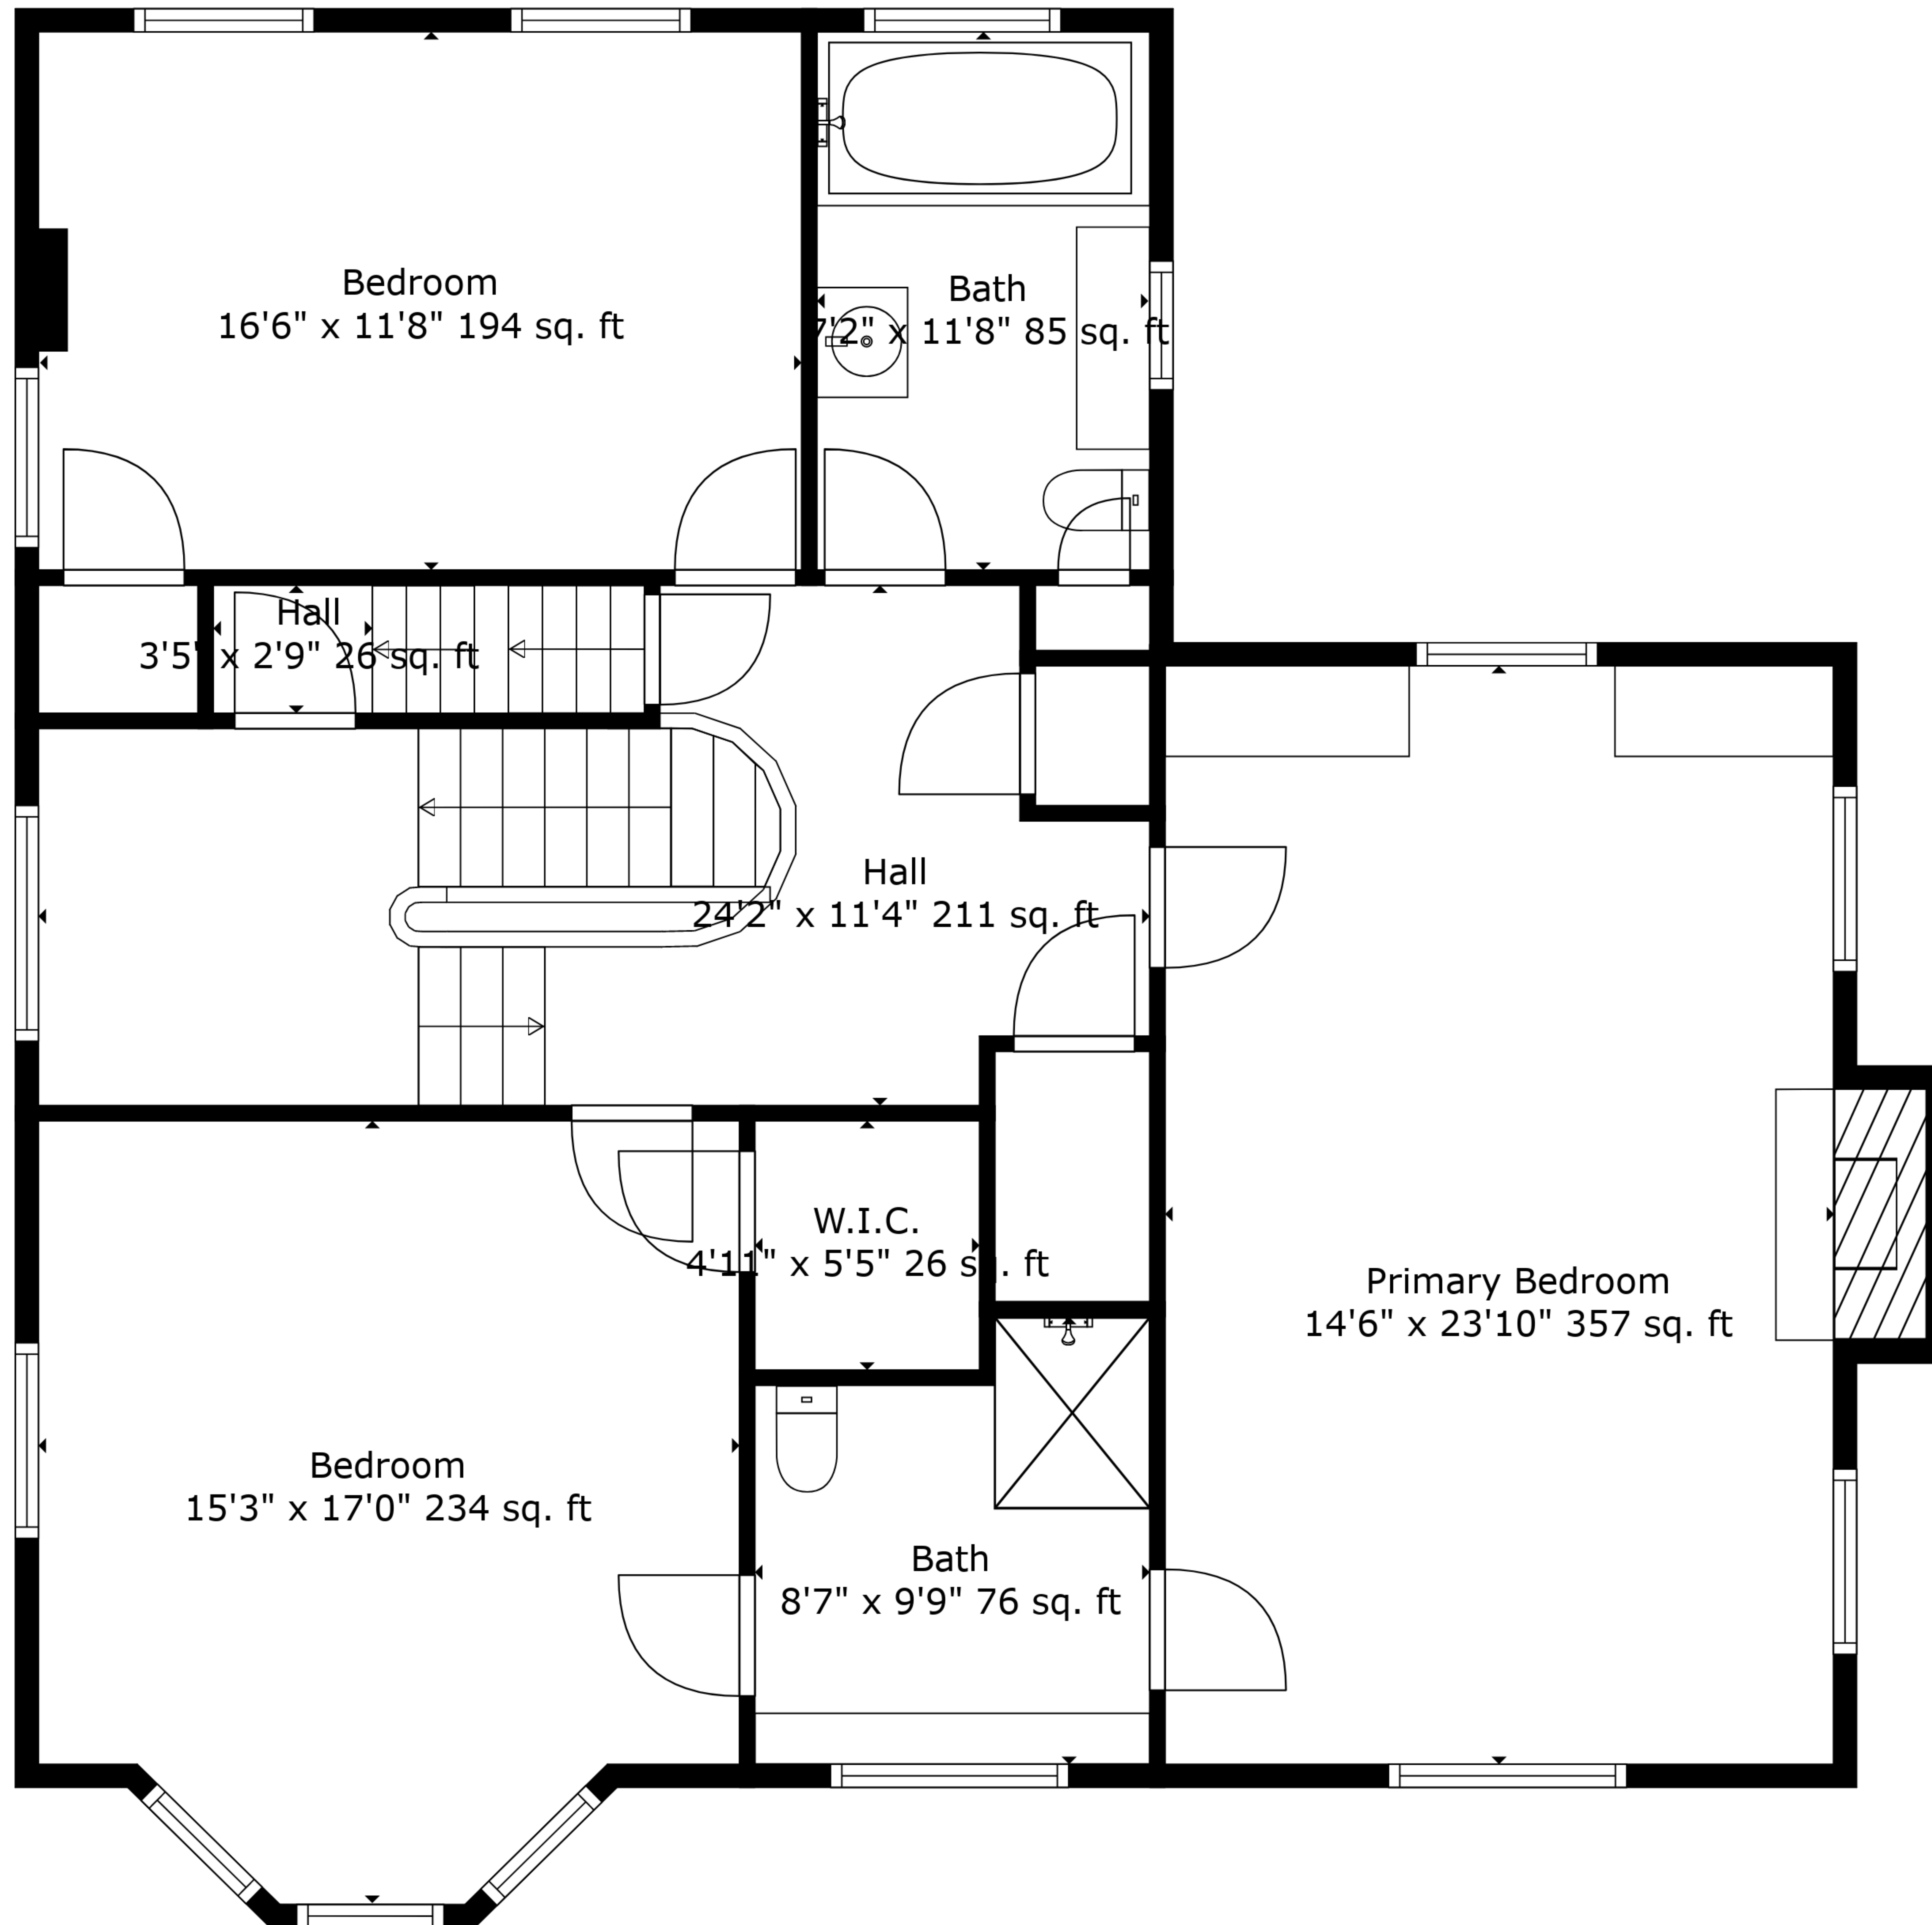 Bedroom
16'6" x 11'8" 194 sq. ft
Bath
7'2" x 11'8" 85 sq. ft
Hall
3'5" x 2'9" 26 sq. ft
Hall
24'2" x 11'4" 211 sq. ft
W.I.C.
4'11" x 5'5" 26 sq. ft
Primary Bedroom
14'6" x 23'10" 357 sq. ft
Bedroom
15'3" x 17'0" 234 sq. ft
Bath
8'7" x 9'9" 76 sq. ft